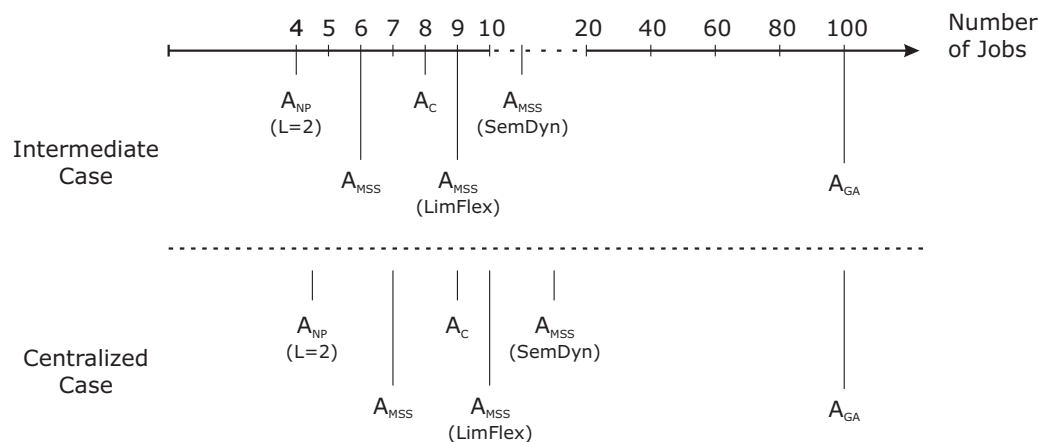 4 5 6 7 8 9 10 20 40 60 80 100
Number
of Jobs
A_NP
(L=2)
A_C
A_MSS
(SemDyn)
Intermediate
Case
A_MSS
A_MSS
(LimFlex)
A_GA
A_NP
(L=2)
A_C
A_MSS
(SemDyn)
Centralized
Case
A_MSS
A_MSS
(LimFlex)
A_GA